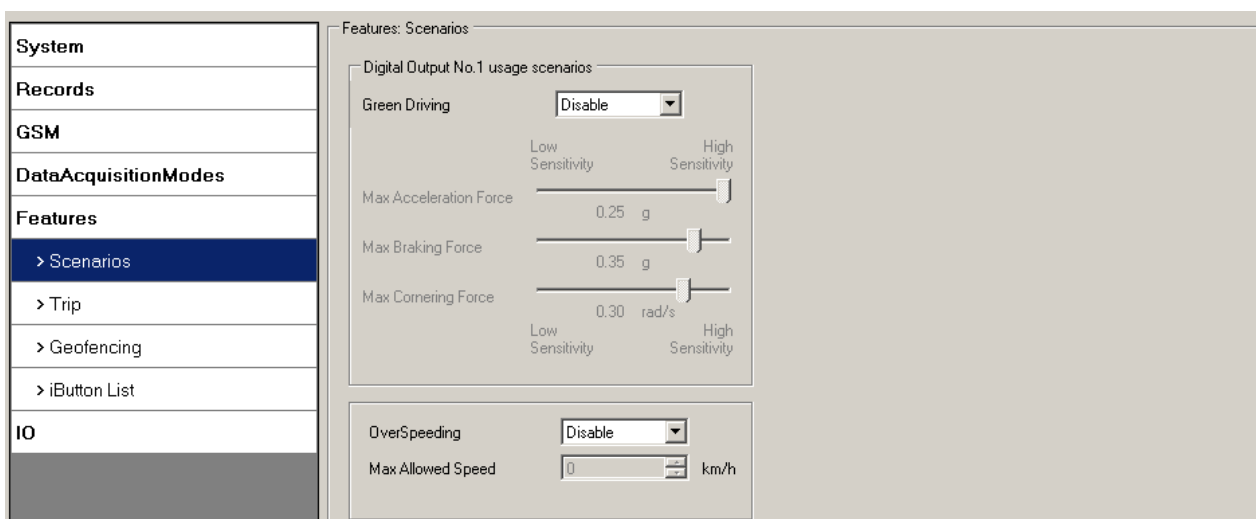 System
Records
GSM
DataAcquisitionModes
Features
> Scenarios
> Trip
> Geofencing
> iButton List
IO
Features: Scenarios
Digital Output No.1 usage scenarios
Green Driving Disable
Low Sensitivity High Sensitivity
Max Acceleration Force
0.25 g
Max Braking Force
0.35 g
Max Cornering Force
0.30 rad/s
Low Sensitivity High Sensitivity
OverSpeeding Disable
Max Allowed Speed 0 km/h